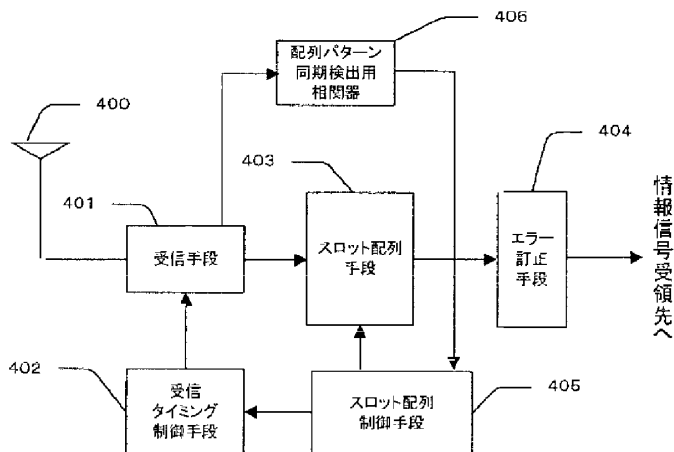 406
配列パターン
同期検出用
相関器
400
403
404
401
受信手段
スロット配列
手段
エラー
訂正
手段
情報信号受領先へ
402
受信
タイミング
制御手段
スロット配列
制御手段
405